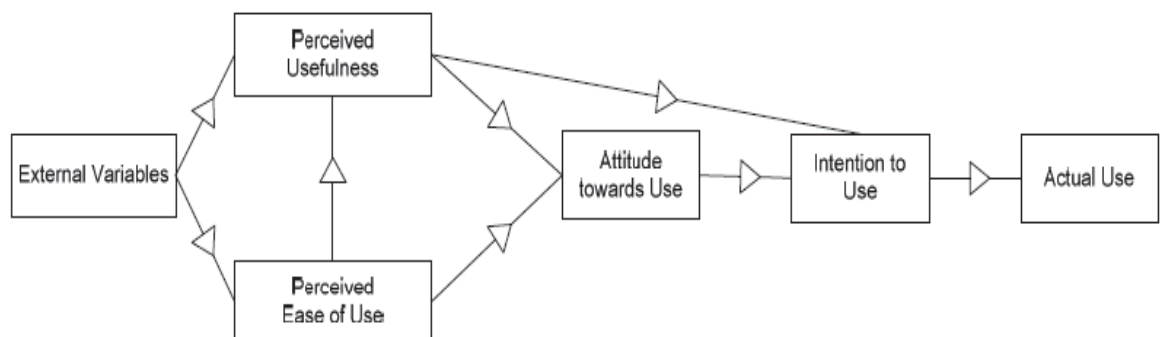 Perceived
Usefulness
External Variables
Attitude
towards Use
Intention to
Use
Actual Use
Perceived
Ease of Use